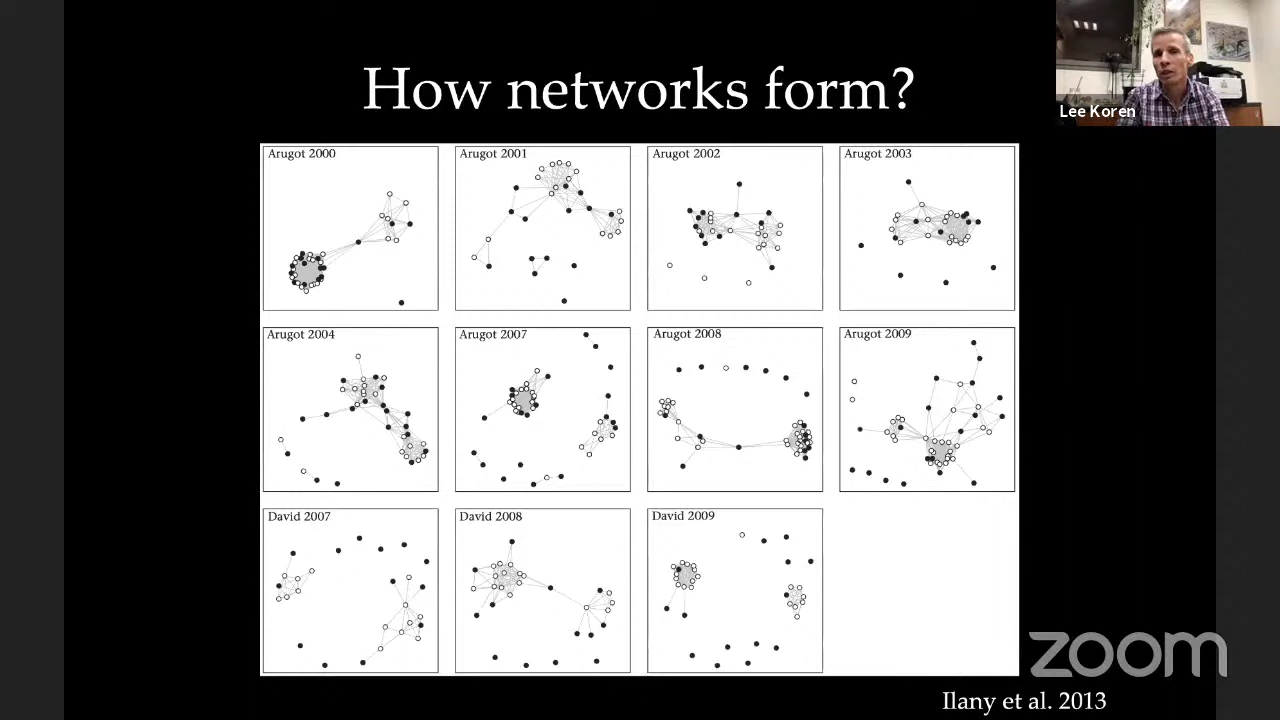 How networks form?
Lee Koren
Arugot 2000
Arugot 2001
Arugot 2002
Arugot 2003
Arugot 2004
Arugot 2007
Arugot 2008
Arugot 2009
David 2007
David 2008
David 2009
zoom
Ilany et al. 2013